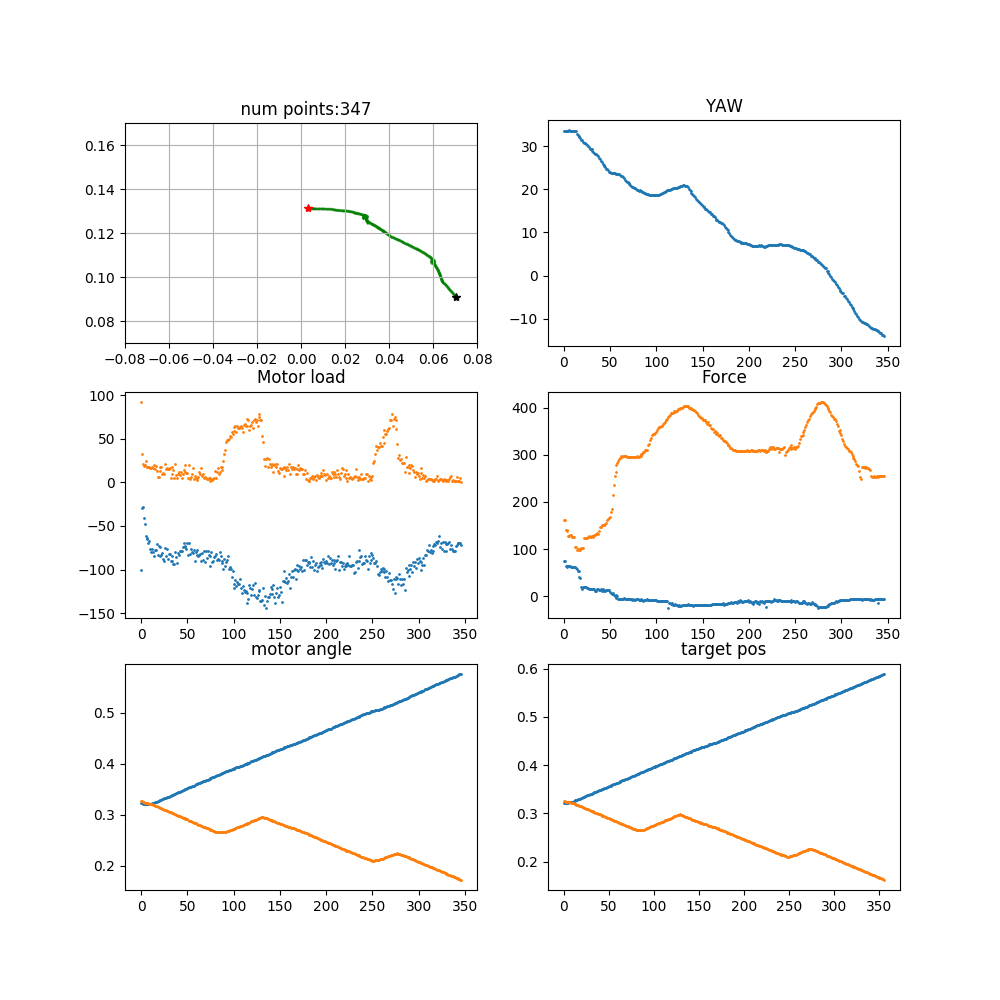 num points:347
0.16
0.14
0.12
0.10
0.08
−0.08 −0.06 −0.04 −0.02 0.00 0.02 0.04 0.06 0.08
YAW
30
20
10
0
−10
0 50 100 150 200 250 300 350
Motor load
100
50
0
−50
−100
−150
0 50 100 150 200 250 300 350
Force
400
300
200
100
0
0 50 100 150 200 250 300 350
motor angle
0.5
0.4
0.3
0.2
0 50 100 150 200 250 300 350
target pos
0.6
0.5
0.4
0.3
0.2
0 50 100 150 200 250 300 350